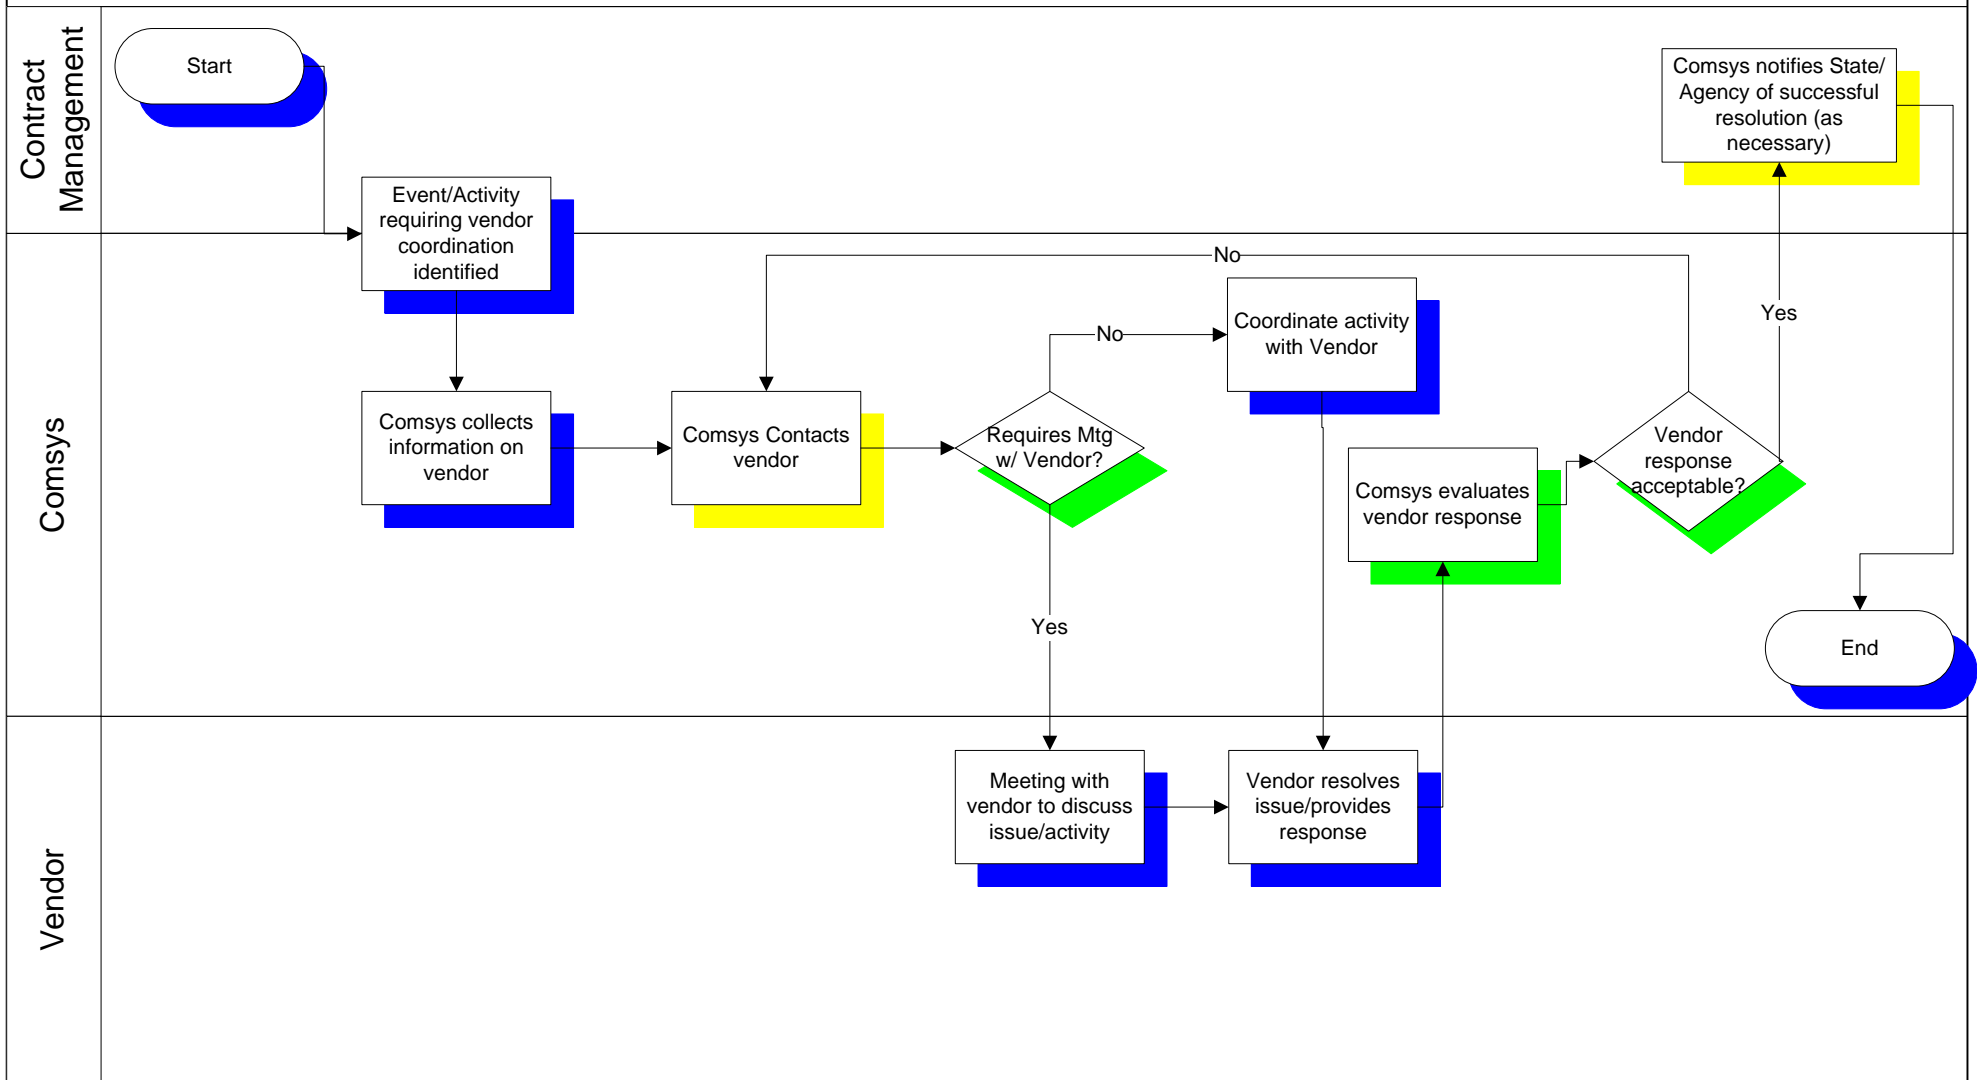 Contract
Management
Start
Event/Activity
requiring vendor
coordination
identified
Comsys notifies State/
Agency of successful
resolution (as
necessary)
Comsys
No
No
Coordinate activity
with Vendor
Yes
Comsys collects
information on
vendor
Comsys Contacts
vendor
Requires Mtg
w/ Vendor?
Comsys evaluates
vendor response
Vendor
response
acceptable?
Yes
End
Vendor
Meeting with
vendor to discuss
issue/activity
Vendor resolves
issue/provides
response